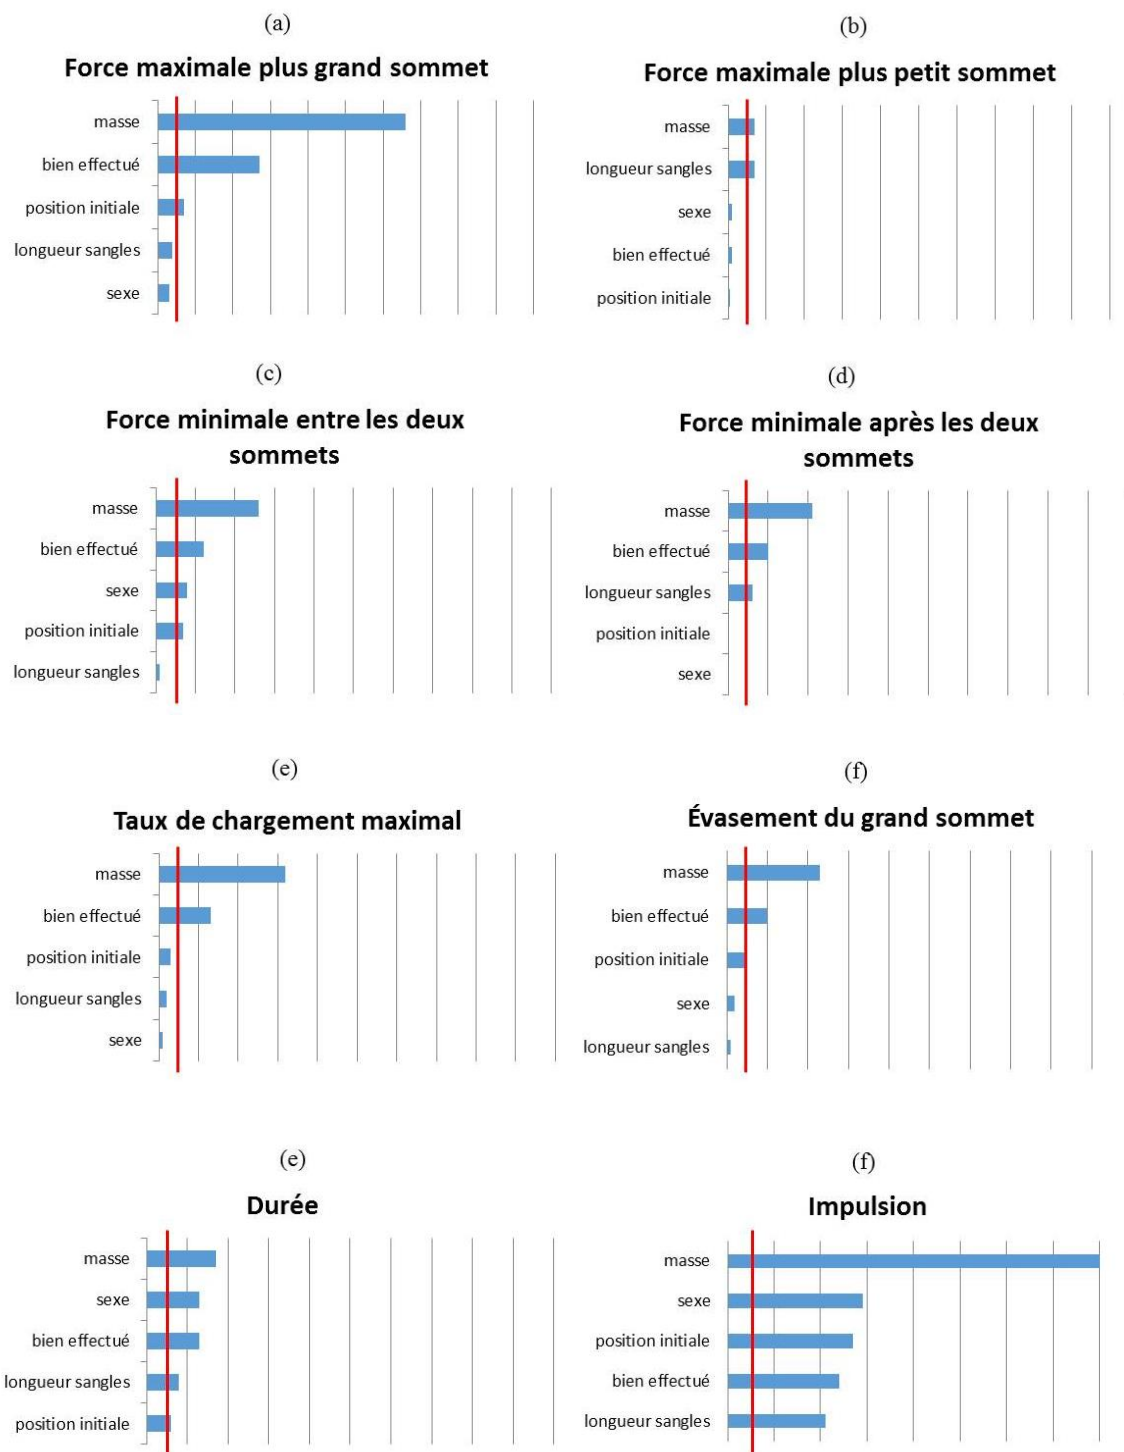 (a)
Force maximale plus grand sommet
masse
bien effectué
position initiale
longueur sangles
sexe
(b)
Force maximale plus petit sommet
masse
longueur sangles
sexe
bien effectué
position initiale
(c)
Force minimale entre les deux
sommets
masse
bien effectué
sexe
position initiale
longueur sangles
(d)
Force minimale après les deux
sommets
masse
bien effectué
longueur sangles
position initiale
sexe
(e)
Taux de chargement maximal
masse
bien effectué
position initiale
longueur sangles
sexe
(f)
Évasement du grand sommet
masse
bien effectué
position initiale
sexe
longueur sangles
(e)
Durée
masse
sexe
bien effectué
longueur sangles
position initiale
(f)
Impulsion
masse
sexe
position initiale
bien effectué
longueur sangles